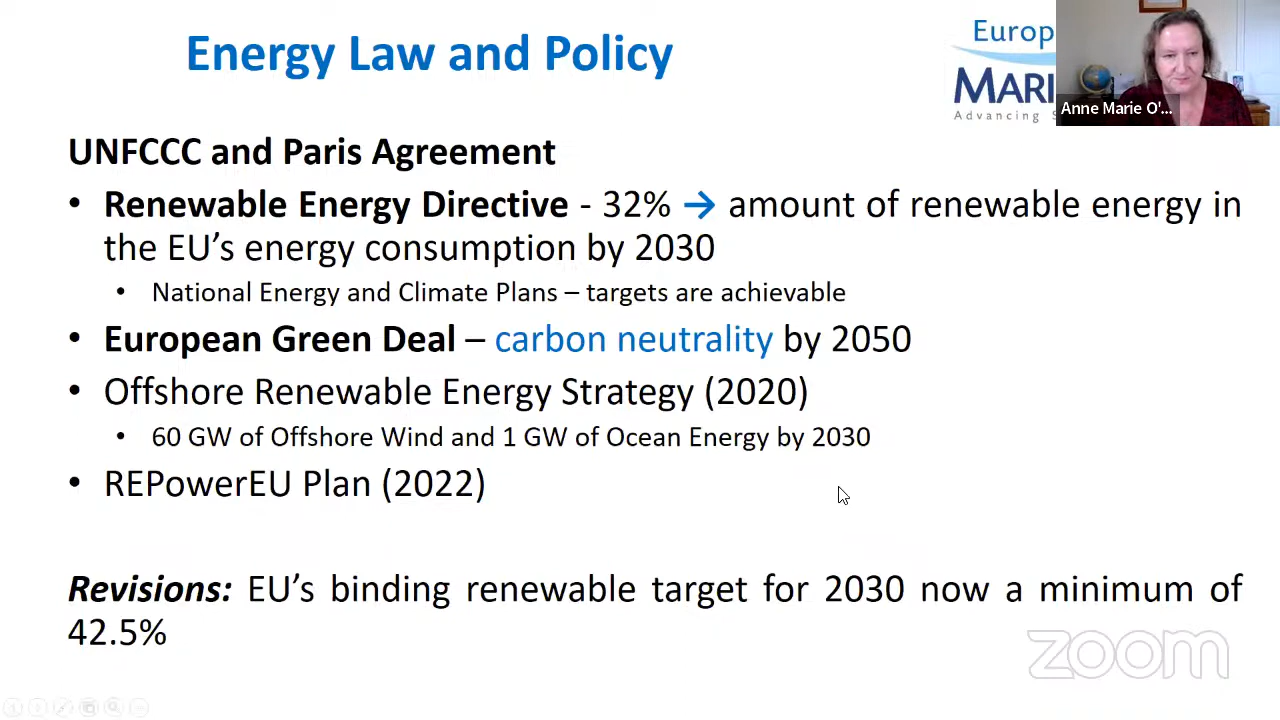 Energy Law and Policy
Europ
MARI
Advancing S
Anne Marie O'...
UNFCCC and Paris Agreement
• Renewable Energy Directive - 32% → amount of renewable energy in
the EU’s energy consumption by 2030
• National Energy and Climate Plans – targets are achievable
• European Green Deal – carbon neutrality by 2050
• Offshore Renewable Energy Strategy (2020)
• 60 GW of Offshore Wind and 1 GW of Ocean Energy by 2030
• REPowerEU Plan (2022)
Revisions: EU’s binding renewable target for 2030 now a minimum of
42.5%
zoom